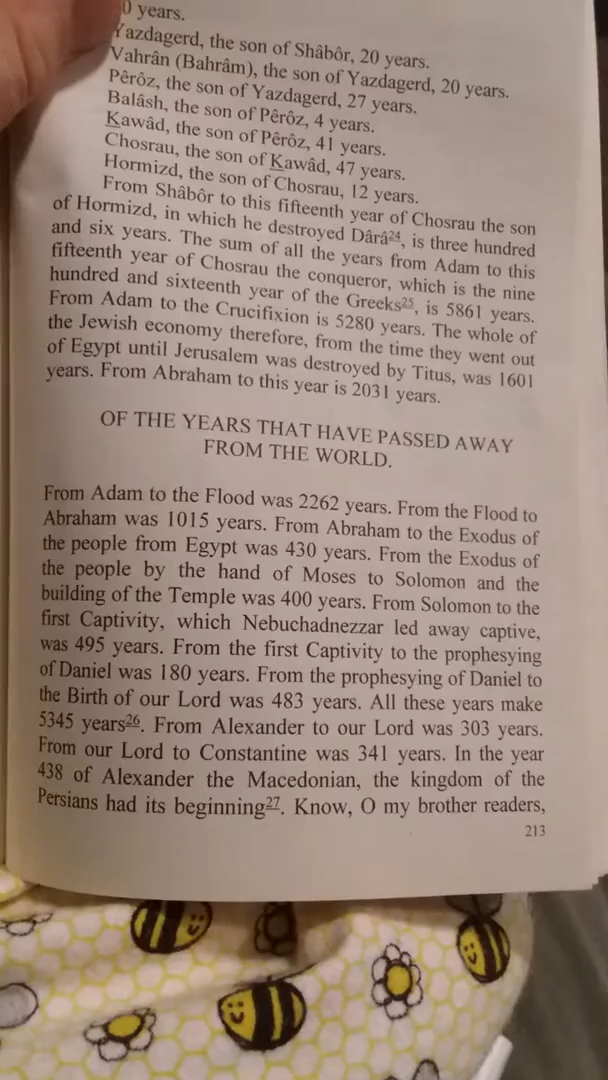 0 years.
Yazdagerd, the son of Shâbôr, 20 years.
Vahrân (Bahrâm), the son of Yazdagerd, 20 years.
Pêrôz, the son of Yazdagerd, 27 years.
Balâsh, the son of Pêrôz, 4 years.
Kawâd, the son of Pêrôz, 41 years.
Chosrau, the son of Kawâd, 47 years.
Hormizd, the son of Chosrau, 12 years.
From Shâbôr to this fifteenth year of Chosrau the son
of Hormizd, in which he destroyed Dârâ24, is three hundred
and six years. The sum of all the years from Adam to this
fifteenth year of Chosrau the conqueror, which is the nine
hundred and sixteenth year of the Greeks25, is 5861 years.
From Adam to the Crucifixion is 5280 years. The whole of
the Jewish economy therefore, from the time they went out
of Egypt until Jerusalem was destroyed by Titus, was 1601
years. From Abraham to this year is 2031 years.
OF THE YEARS THAT HAVE PASSED AWAY
FROM THE WORLD.
From Adam to the Flood was 2262 years. From the Flood to
Abraham was 1015 years. From Abraham to the Exodus of
the people from Egypt was 430 years. From the Exodus of
the people by the hand of Moses to Solomon and the
building of the Temple was 400 years. From Solomon to the
first Captivity, which Nebuchadnezzar led away captive,
was 495 years. From the first Captivity to the prophesying
of Daniel was 180 years. From the prophesying of Daniel to
the Birth of our Lord was 483 years. All these years make
5345 years26. From Alexander to our Lord was 303 years.
From our Lord to Constantine was 341 years. In the year
438 of Alexander the Macedonian, the kingdom of the
Persians had its beginning27. Know, O my brother readers,
213